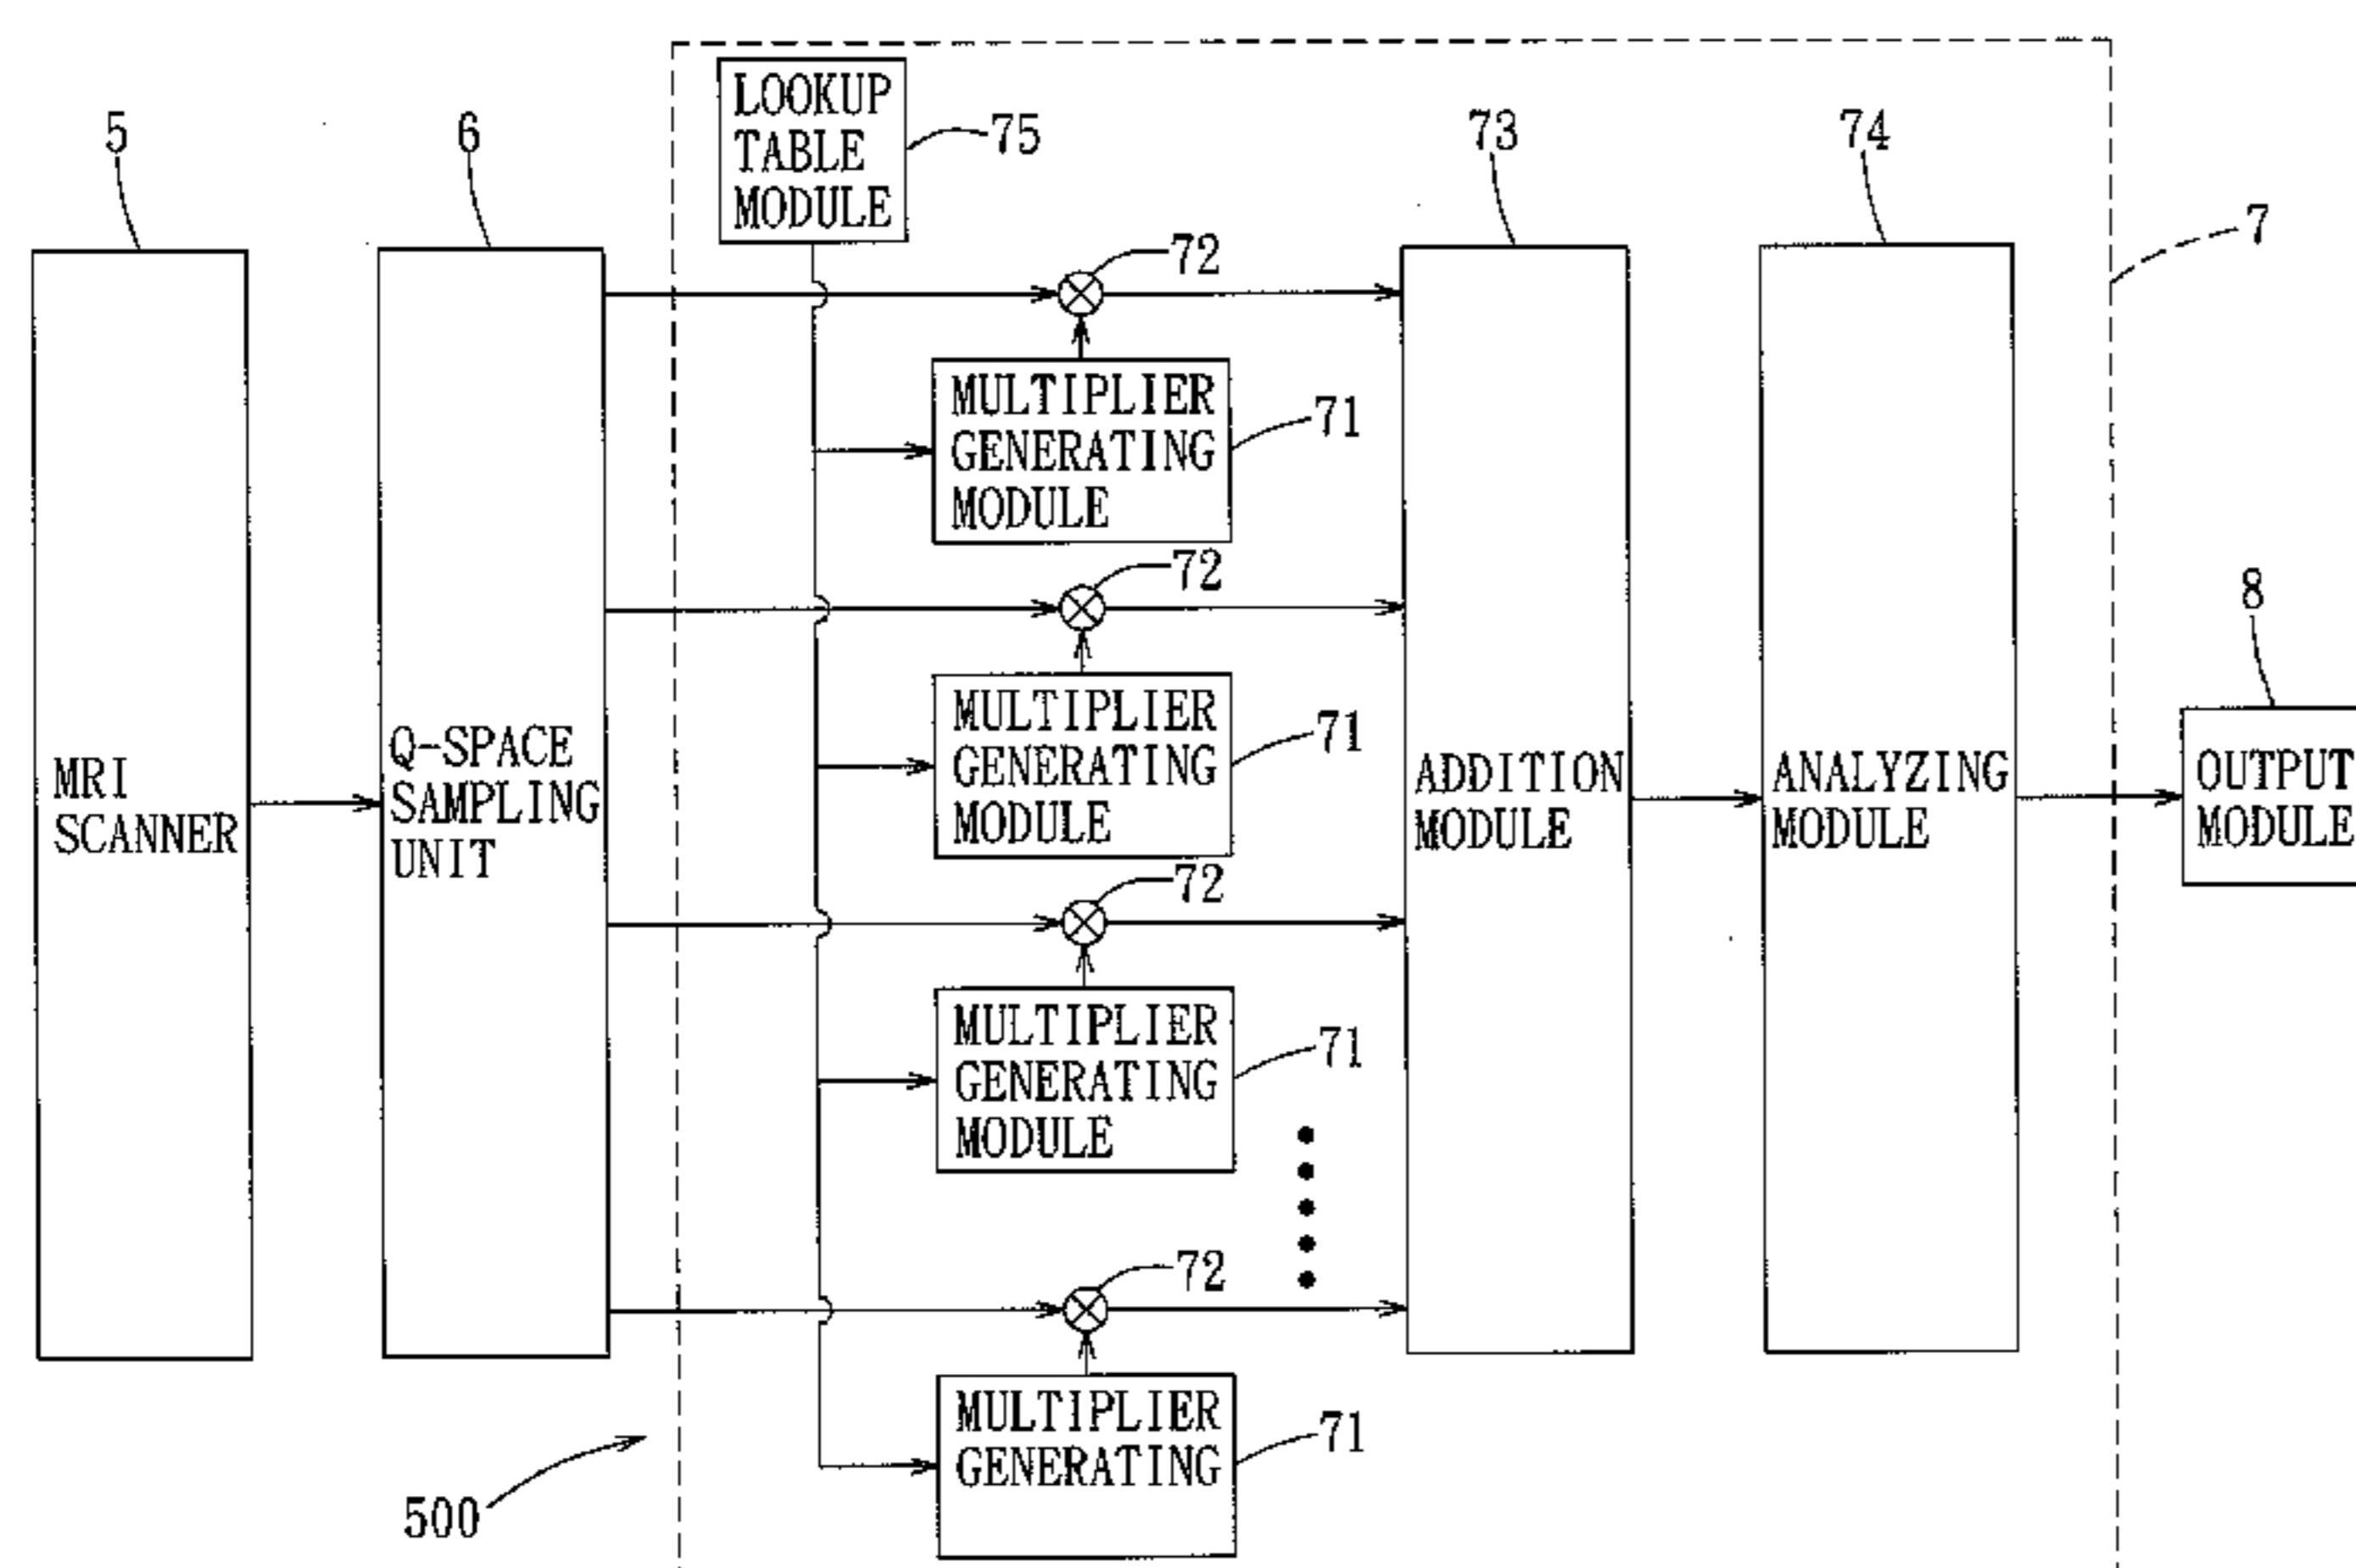 LOOKUP
TABLE
MODULE
75
5
6
73
74
7
72
MULTIPLIER
GENERATING
MODULE
71
72
MULTIPLIER
GENERATING
MODULE
71
8
MRI
SCANNER
Q-SPACE
SAMPLING
UNIT
ADDITION
MODULE
ANALYZING
MODULE
OUTPUT
MODULE
72
MULTIPLIER
GENERATING
MODULE
71
72
MULTIPLIER
GENERATING
71
500